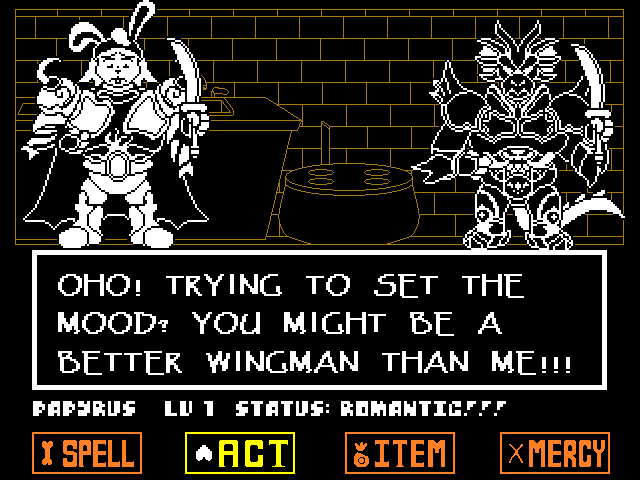 OHO! TRYING TO SET THE
MOOD? YOU MIGHT BE A
BETTER WINGMAN THAN ME!!!
PAPYRUS LV 1 STATUS: ROMANTIC!!!
SPELL ACT ITEM MERCY